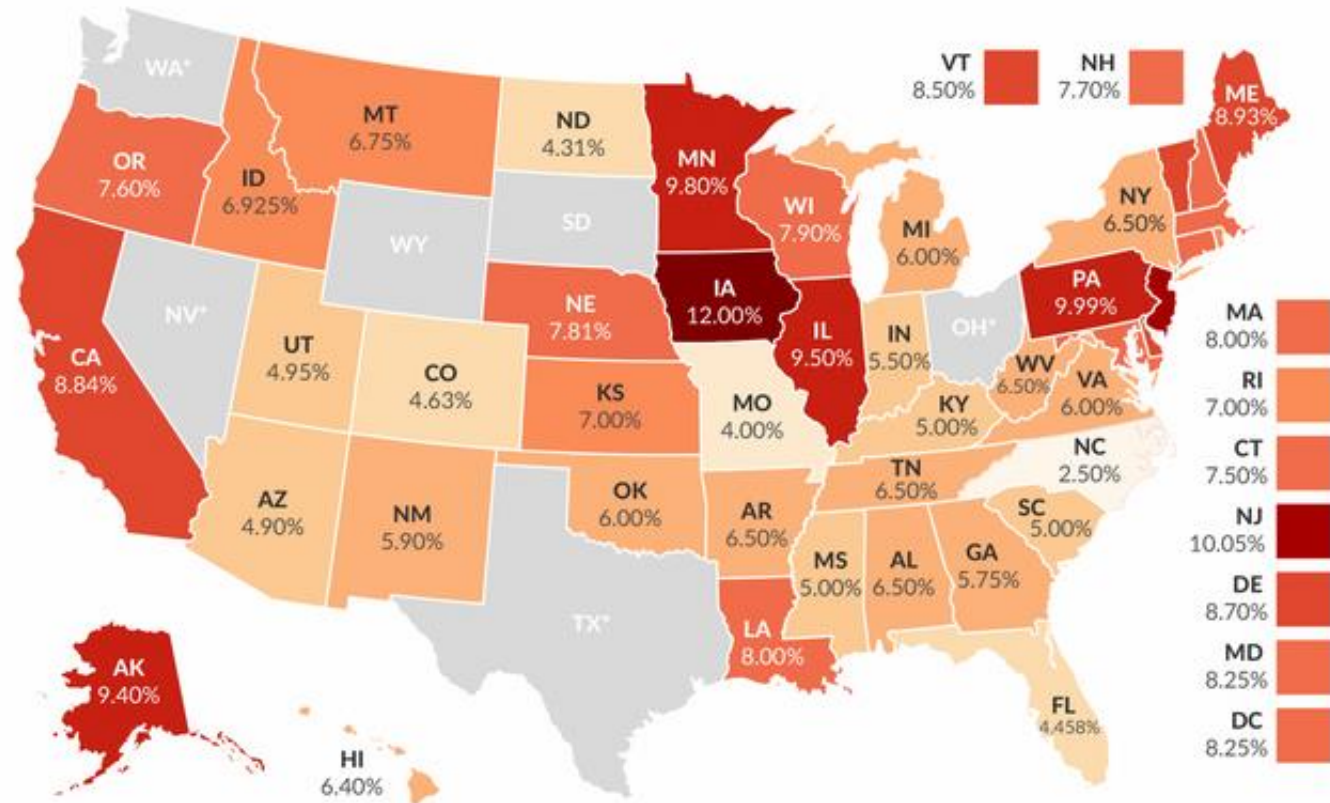 WA*
OR
7.60%
CA
8.84%
NV*
ID
6.925%
MT
6.75%
WY
UT
4.95%
AZ
4.90%
CO
4.63%
NM
5.90%
ND
4.31%
SD
NE
7.81%
KS
7.00%
OK
6.00%
TX*
MN
9.80%
IA
12.00%
MO
4.00%
AR
6.50%
LA
8.00%
WI
7.90%
IL
9.50%
MI
6.00%
IN
5.50%
OH*
KY
5.00%
TN
6.50%
MS
5.00%
AL
6.50%
GA
5.75%
FL
4.458%
SC
5.00%
NC
2.50%
VA
6.00%
WV
6.50%
PA
9.99%
NY
6.50%
ME
8.93%
VT
8.50%
NH
7.70%
MA
8.00%
RI
7.00%
CT
7.50%
NJ
10.05%
DE
8.70%
MD
8.25%
DC
8.25%
AK
9.40%
HI
6.40%